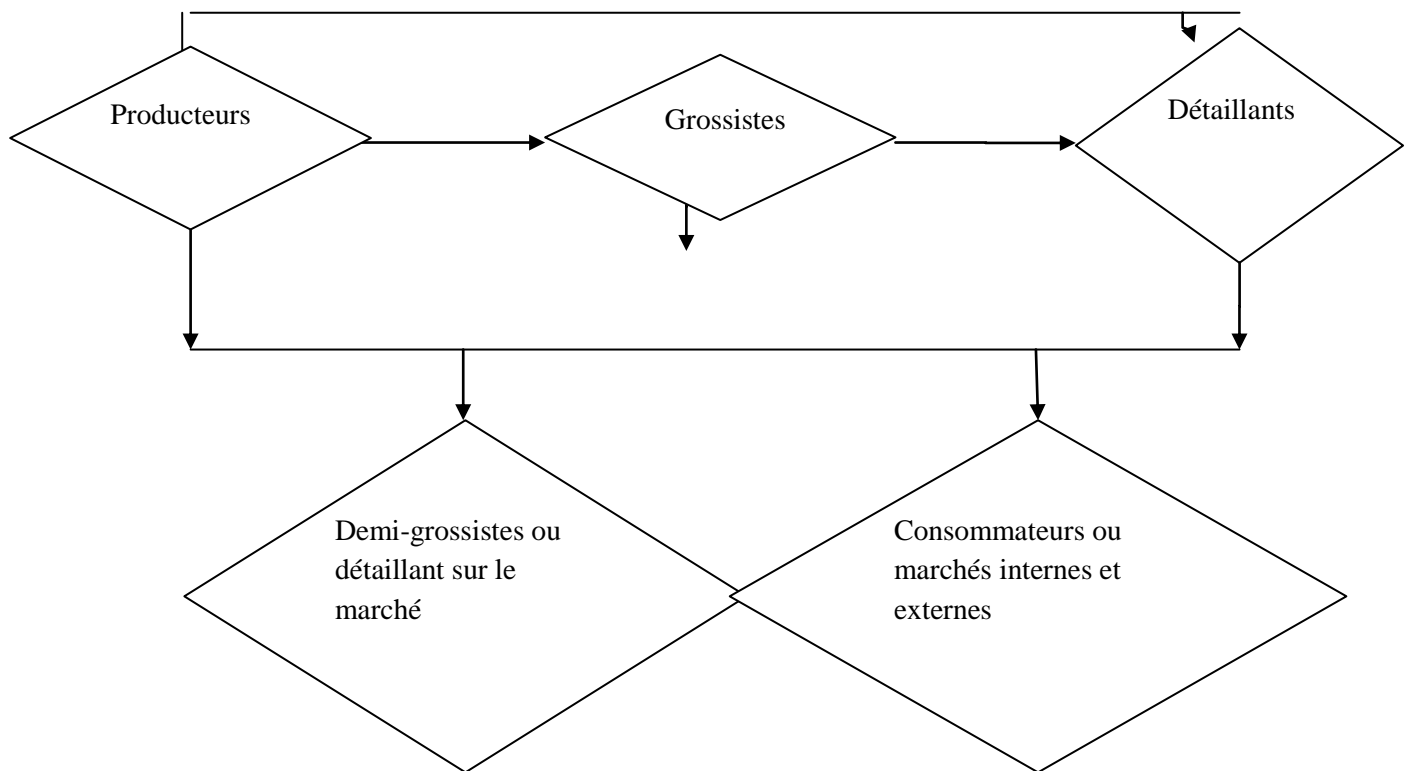 Producteurs
Grossistes
Détaillants
Demi-grossistes ou
détaillant sur le
marché
Consommateurs ou
marchés internes et
externes